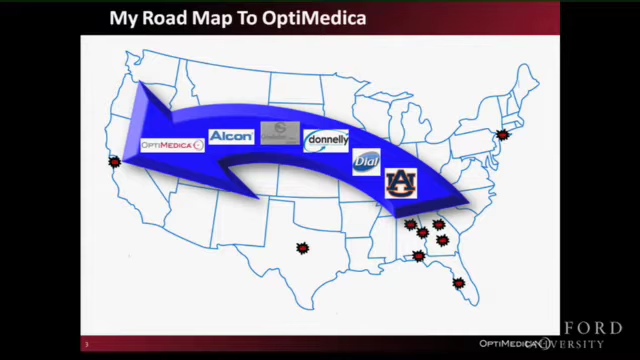 My Road Map To OptiMedica
OPTIMEDICA
Alcon
donnelly
Dial
AU
3
OPTIMEDICA
FORD
UNIVERSITY